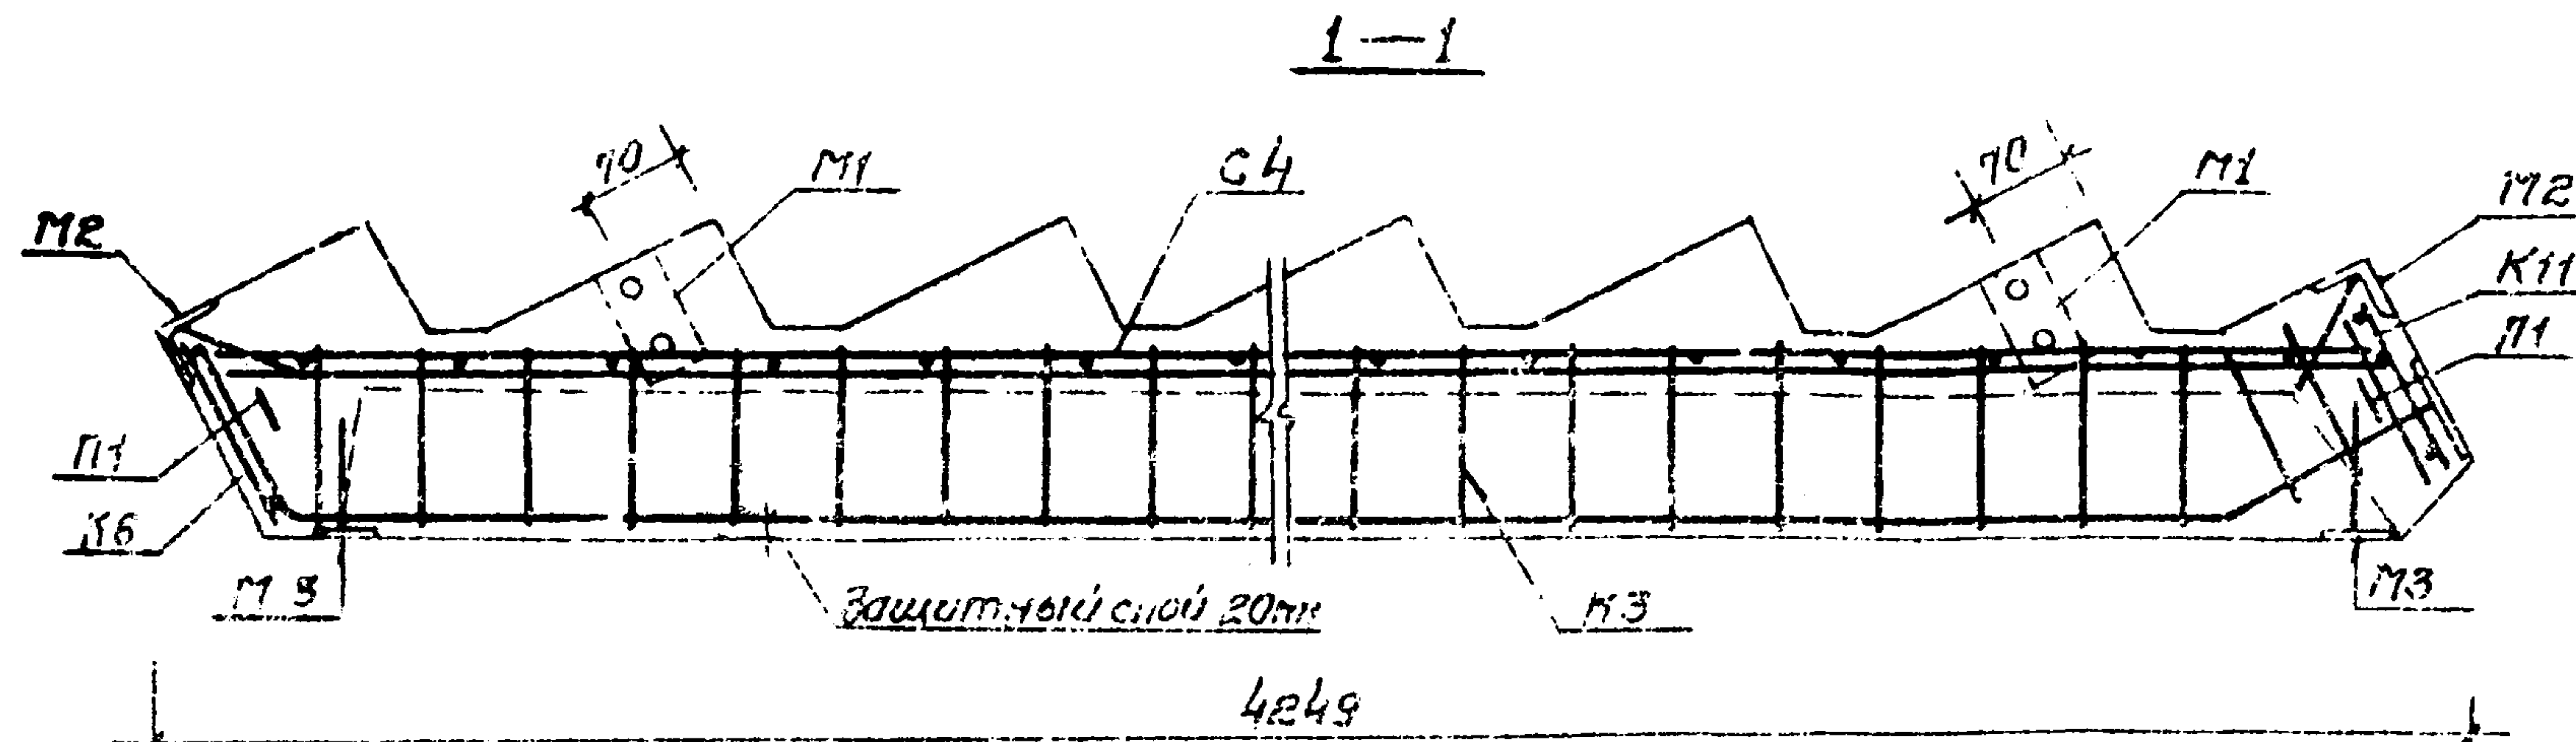 1—1
70
М1
С4
70
М1
М2
М2
К11
П1
П1
К6
М3
Защитный слой 20мм
К3
М3
4249